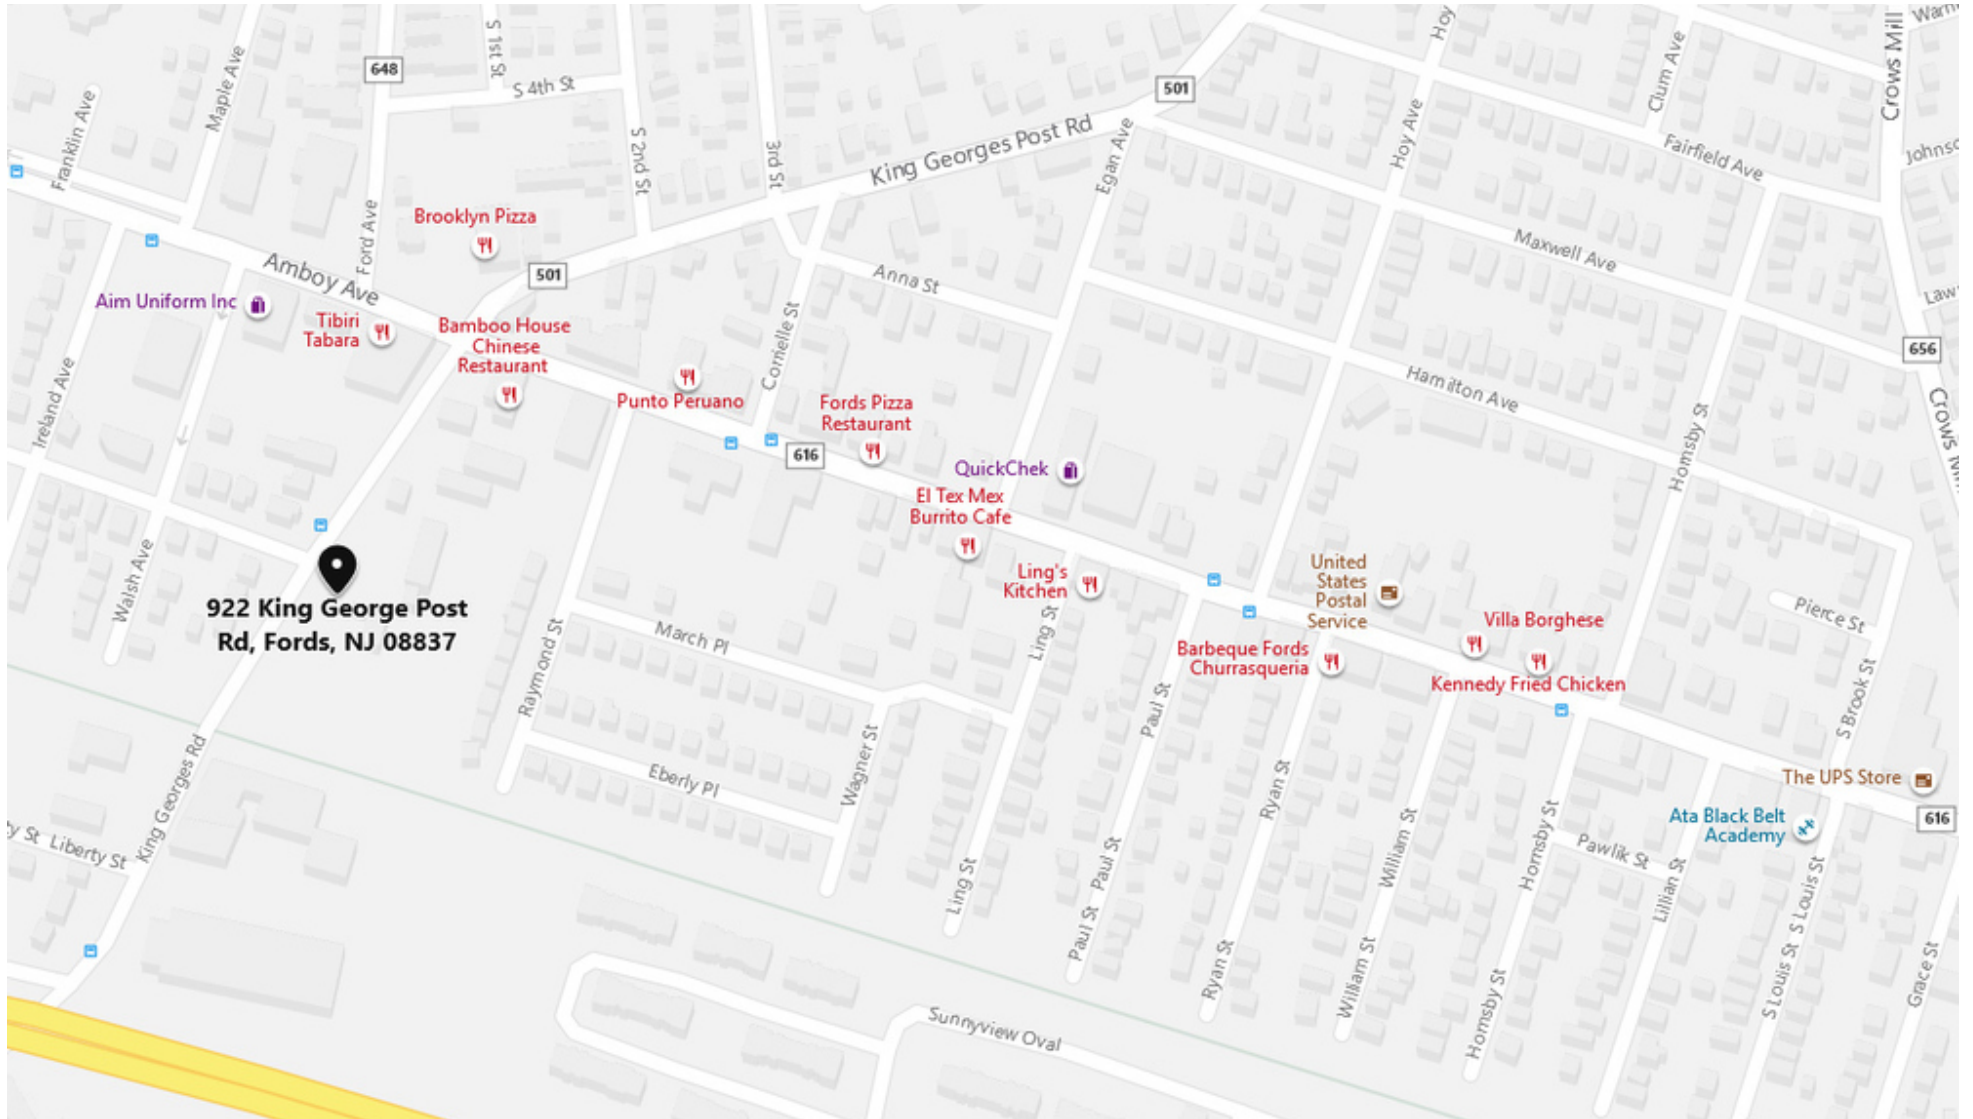 Warn
Crows Mill
Hoy
Clum Ave
S 1st St
Maple Ave
648
S 4th St
501
Franklin Ave
Hoy Ave
King Georges Post Rd
Egan Ave
Fairfield Ave
Johnso
S 2nd St
3rd St
Brooklyn Pizza
Ford Ave
Maxwell Ave
Amboy Ave
501
Anna St
Aim Uniform Inc
Law
Tibiri
Tabara
Bamboo House
Chinese
Restaurant
Cornelle St
656
Ireland Ave
Punto Peruano
Hamilton Ave
Crows M
Fords Pizza
Restaurant
Hornsby St
616
QuickChek
El Tex Mex
Burrito Cafe
Walsh Ave
Ling's
Kitchen
United
States
Postal
Service
922 King George Post
Rd, Fords, NJ 08837
Pierce St
March Pl
Ling St
Villa Borghese
Barbeque Fords
Churrasqueria
Raymond St
Kennedy Fried Chicken
Paul St
S Brook St
Wagner St
Eberly Pl
Ryan St
The UPS Store
King Georges Rd
616
Ata Black Belt
Academy
ty St
Liberty St
William St
Hornsby St
Pawlik St
Paul St
Ling St
Lillian St
S Louis St
Paul St
Ryan St
William St
S Louis St
Grace St
Hornsby St
Sunnyview Oval